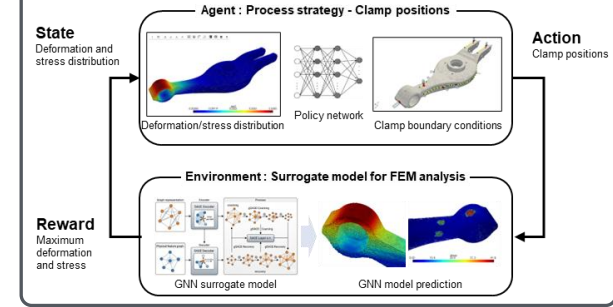 Agent : Process strategy - Clamp positions
State
Deformation and
stress distribution
Action
Clamp positions
Deformation/stress distribution
Policy network
Clamp boundary conditions
Environment : Surrogate model for FEM analysis
Reward
Maximum
deformation
and stress
GNN surrogate model
GNN model prediction